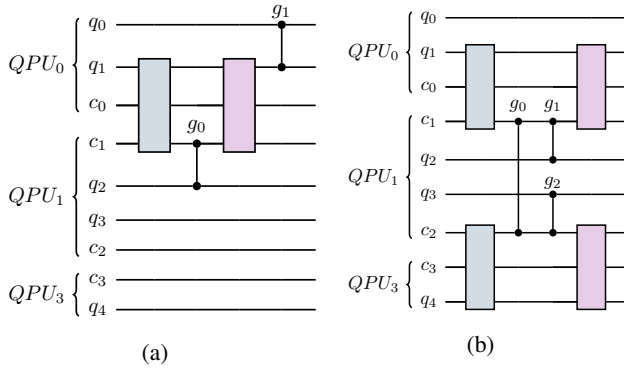 g₁
q₀
QPU₀
q₁
c₀
g₀
c₁
QPU₁
q₂
q₃
c₂
c₃
QPU₃
q₄
(a)
q₀
QPU₀
q₁
c₀
g₀
g₁
c₁
q₂
QPU₁
g₂
q₃
c₂
c₃
QPU₃
q₄
(b)